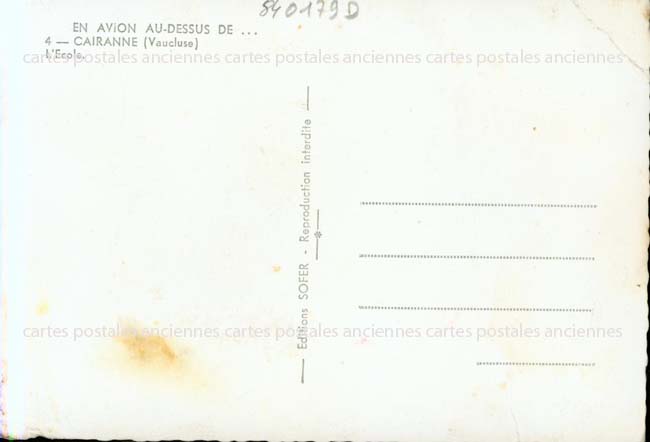 840179D
EN AVION AU-DESSUS DE ...
4 — CAIRANNE (Vaucluse)
L'Ecole.
cartes postales anciennes cartes postales anciennes cartes postales anciennes
— Editions SOFER - Reproduction interdite —
cartes postales anciennes cartes postales anciennes cartes postales anciennes